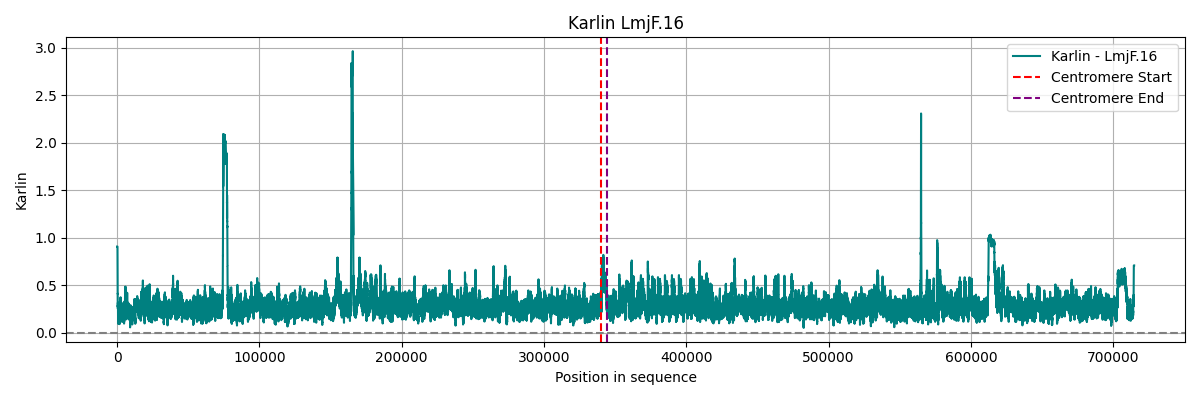 Karlin LmjF.16
Karlin - LmjF.16
Centromere Start
Centromere End
Karlin
3.0
2.5
2.0
1.5
1.0
0.5
0.0
0 100000 200000 300000 400000 500000 600000 700000
Position in sequence